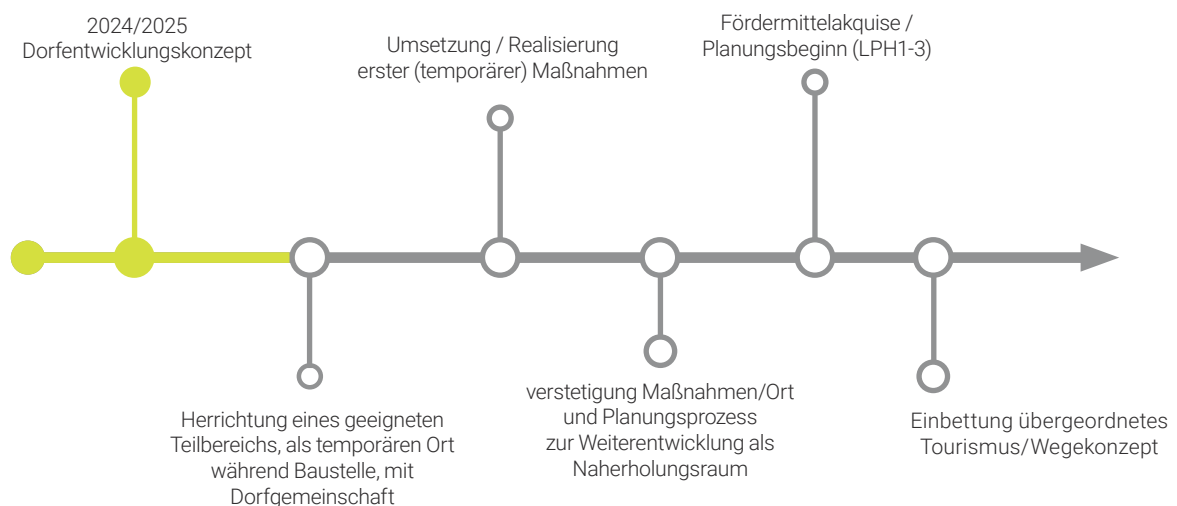 2024/2025
Dorfentwicklungskonzept
Herrichtung eines geeigneten
Teilbereichs, als temporären Ort
während Baustelle, mit
Dorfgemeinschaft
Umsetzung / Realisierung
erster (temporärer) Maßnahmen
verstetigung Maßnahmen/Ort
und Planungsprozess
zur Weiterentwicklung als
Naherholungsraum
Fördermittelakquise /
Planungsbeginn (LPH1-3)
Einbettung übergeordnetes
Tourismus/Wegekonzept